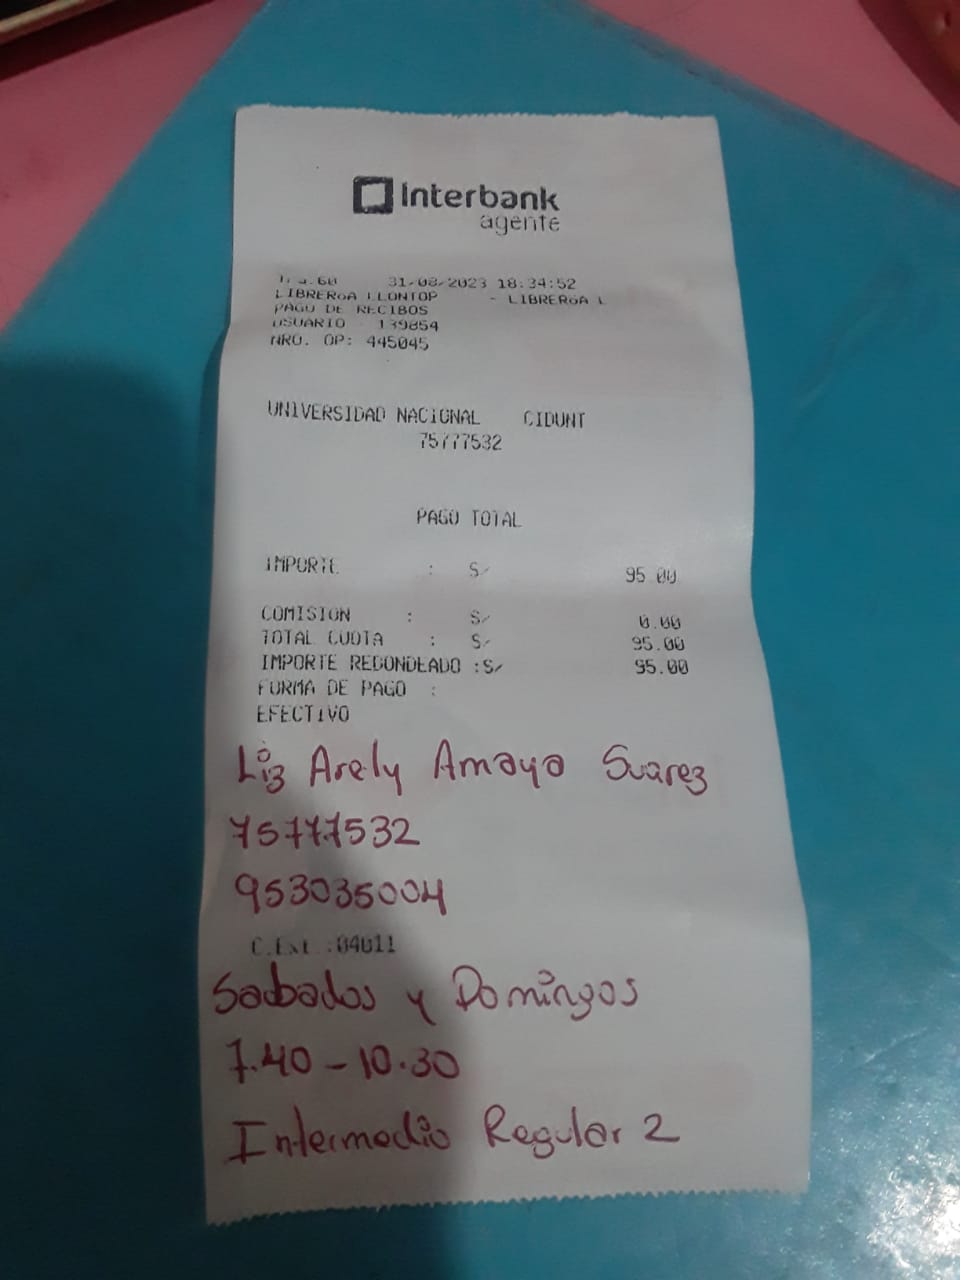 Interbank
agente
31/08/2023 18:34:52
LIBRERoA LLONTOP - LIBRERoA L
PAGO DE RECIBOS
USUARIO 139854
NRO. OP: 445045
UNIVERSIDAD NACIONAL CIDUNT
75777532
PAGO TOTAL
IMPORTE : S/ 95.00
COMISION : S/ 0.00
TOTAL CUOTA : S/ 95.00
IMPORTE REDONDEADO :S/ 95.00
FORMA DE PAGO :
EFECTIVO
Liz Arely Amaya Suarez
75777532
953035004
C.Ext :04011
Sabados y Domingos
7.40 - 10.30
Intermedio Regular 2